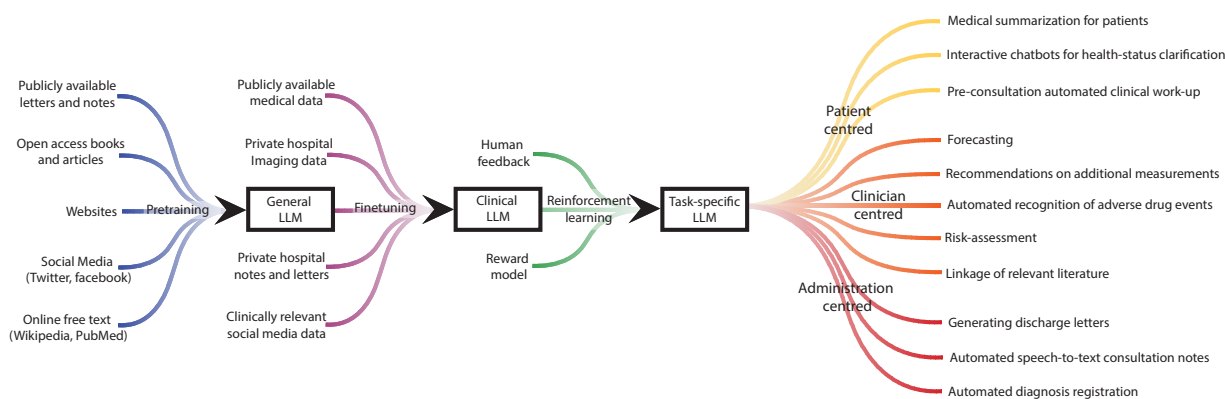 Publicly available
letters and notes
Open access books
and articles
Websites
Social Media
(Twitter, facebook)
Online free text
(Wikipedia, PubMed)
Pretraining
General
LLM
Publicly available
medical data
Private hospital
Imaging data
Finetuning
Private hospital
notes and letters
Clinically relevant
social media data
Clinical
LLM
Human
feedback
Reinforcement
learning
Reward
model
Task-specific
LLM
Patient
centred
Medical summarization for patients
Interactive chatbots for health-status clarification
Pre-consultation automated clinical work-up
Clinician
centred
Forecasting
Recommendations on additional measurements
Automated recognition of adverse drug events
Risk-assessment
Linkage of relevant literature
Administration
centred
Generating discharge letters
Automated speech-to-text consultation notes
Automated diagnosis registration